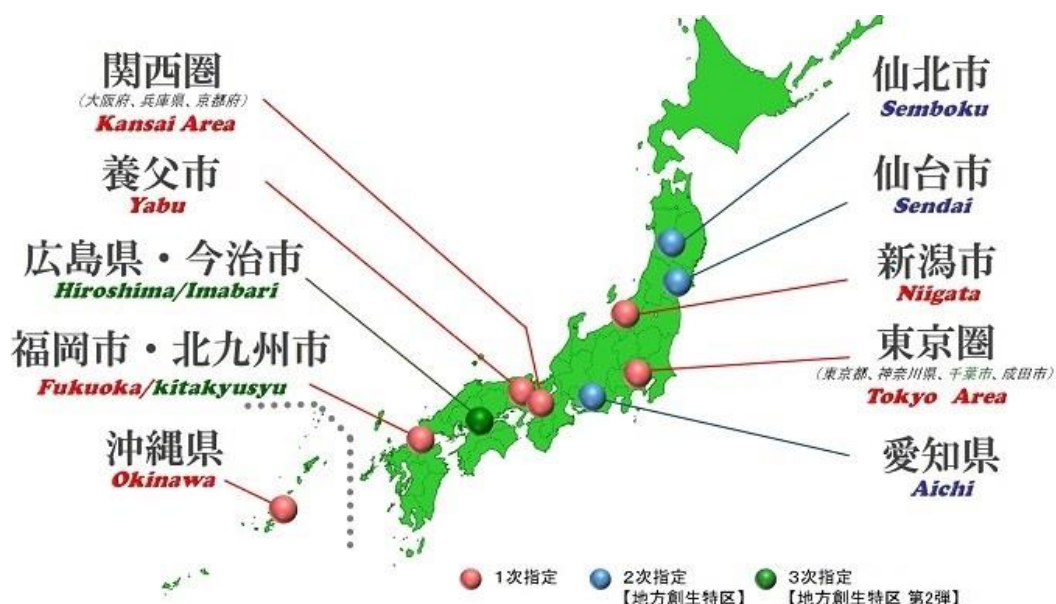 関西圏
（大阪府、兵庫県、京都府）
Kansai Area
養父市
Yabu
広島県・今治市
Hiroshima/Imabari
福岡市・北九州市
Fukuoka/kitakyusyu
沖縄県
Okinawa
仙北市
Semboku
仙台市
Sendai
新潟市
Niigata
東京圏
（東京都、神奈川県、千葉市、成田市）
Tokyo Area
愛知県
Aichi
1次指定
2次指定
【地方創生特区】
3次指定
【地方創生特区 第2弾】